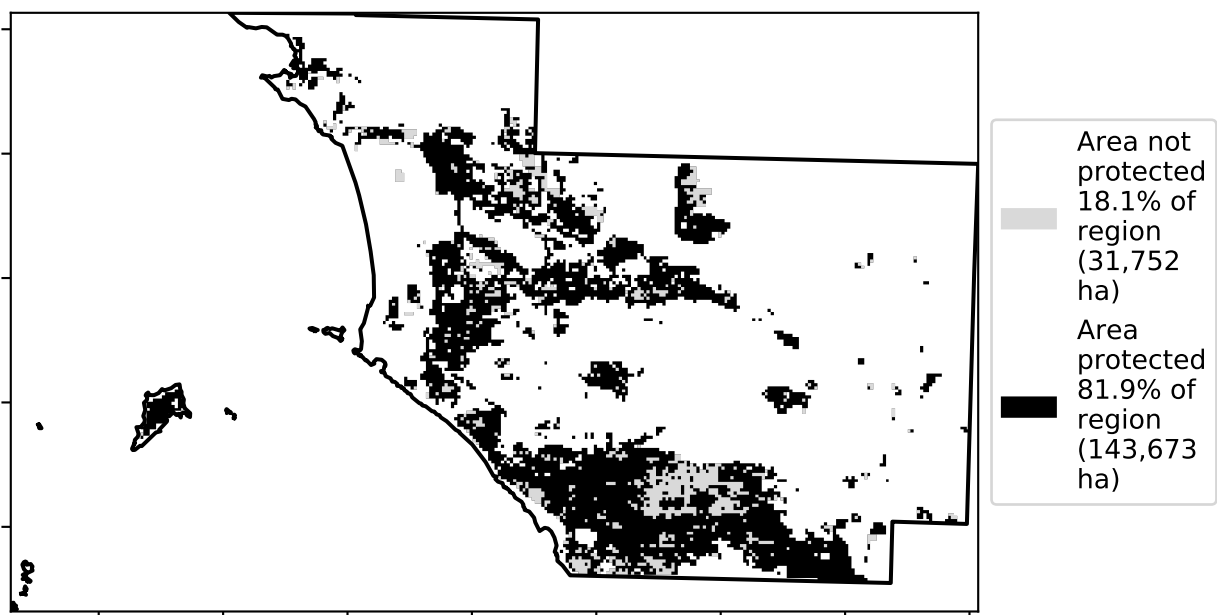 Area not
protected
18.1% of
region
(31,752
ha)
Area
protected
81.9% of
region
(143,673
ha)